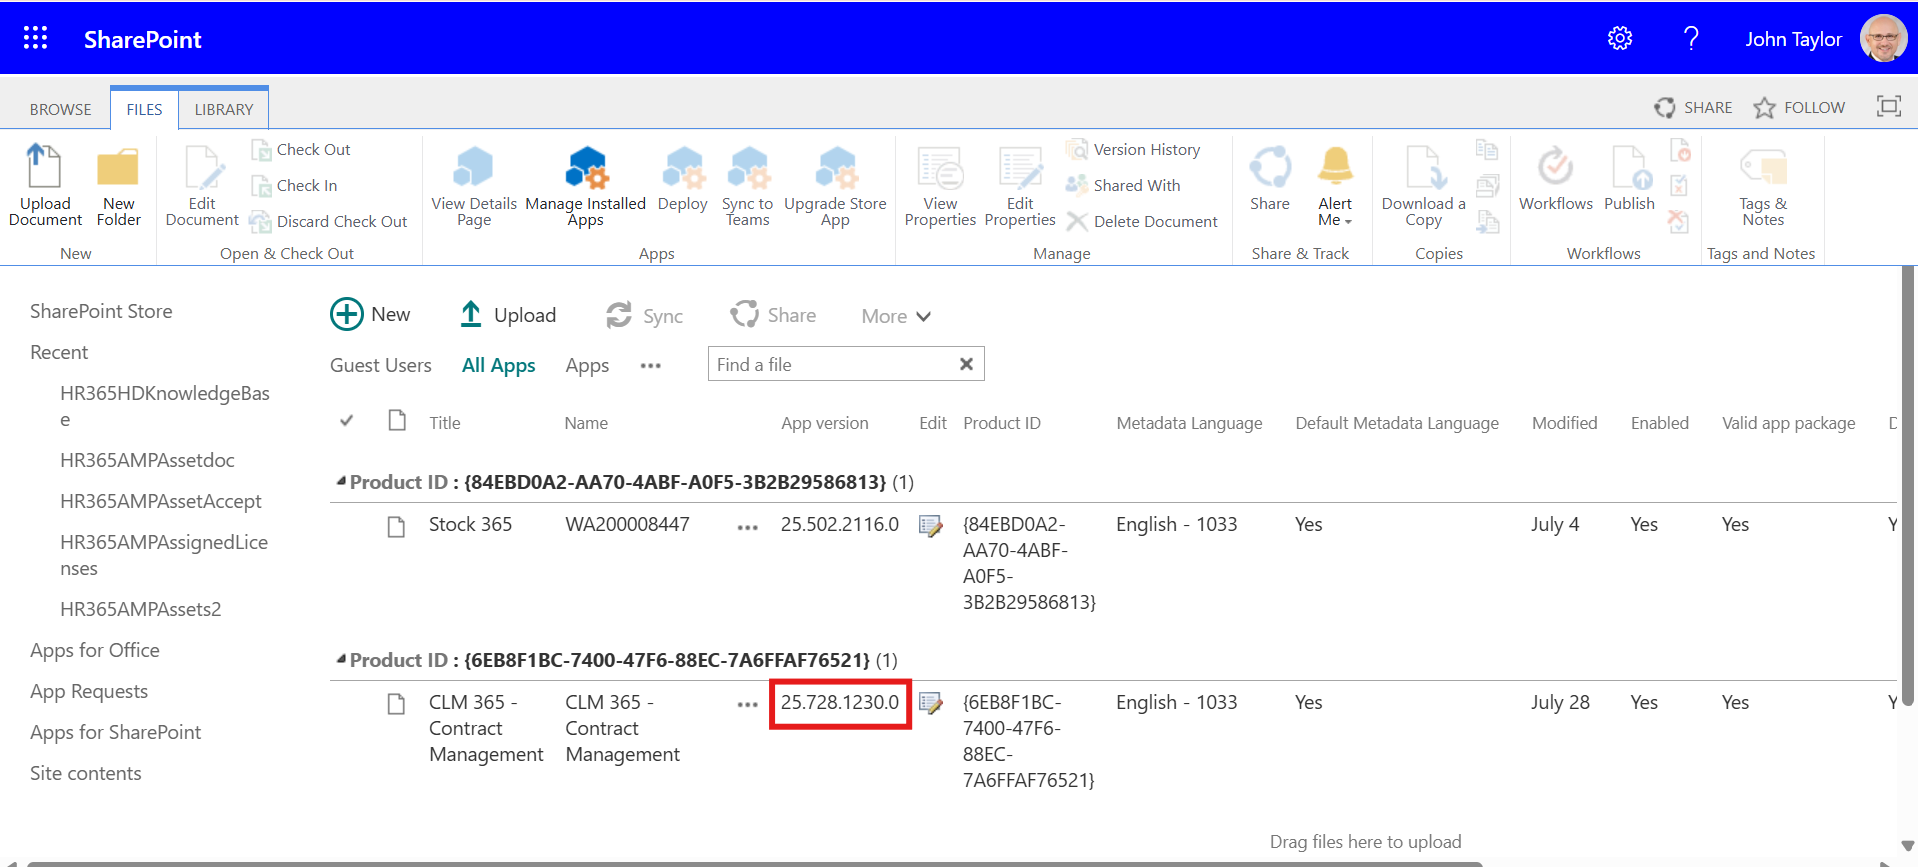 SharePoint
John Taylor
BROWSE
FILES
LIBRARY
SHARE
FOLLOW
Upload
Document
New
Folder
New
Edit
Document
Check Out
Check In
Discard Check Out
Open & Check Out
View Details
Page
Manage Installed
Apps
Deploy
Sync to
Teams
Upgrade Store
App
Apps
View
Properties
Edit
Properties
Version History
Shared With
Delete Document
Manage
Share
Alert
Me
Share & Track
Download a
Copy
Copies
Workflows
Publish
Workflows
Tags &
Notes
Tags and Notes
SharePoint Store
Recent
HR365HDKnowledgeBas
e
HR365AMPAssetdoc
HR365AMPAssetAccept
HR365AMPAssignedLice
nses
HR365AMPAssets2
Apps for Office
App Requests
Apps for SharePoint
Site contents
New
Upload
Sync
Share
More
Guest Users
All Apps
Apps
Find a file
Title
Name
App version
Edit
Product ID
Metadata Language
Default Metadata Language
Modified
Enabled
Valid app package
Product ID : {84EBD0A2-AA70-4ABF-A0F5-3B2B29586813} (1)
Stock 365
WA200008447
25.502.2116.0
{84EBD0A2-
AA70-4ABF-
A0F5-
3B2B29586813}
English - 1033
Yes
July 4
Yes
Yes
Product ID : {6EB8F1BC-7400-47F6-88EC-7A6FFAF76521} (1)
CLM 365 -
Contract
Management
CLM 365 -
Contract
Management
25.728.1230.0
{6EB8F1BC-
7400-47F6-
88EC-
7A6FFAF76521}
English - 1033
Yes
July 28
Yes
Yes
Drag files here to upload